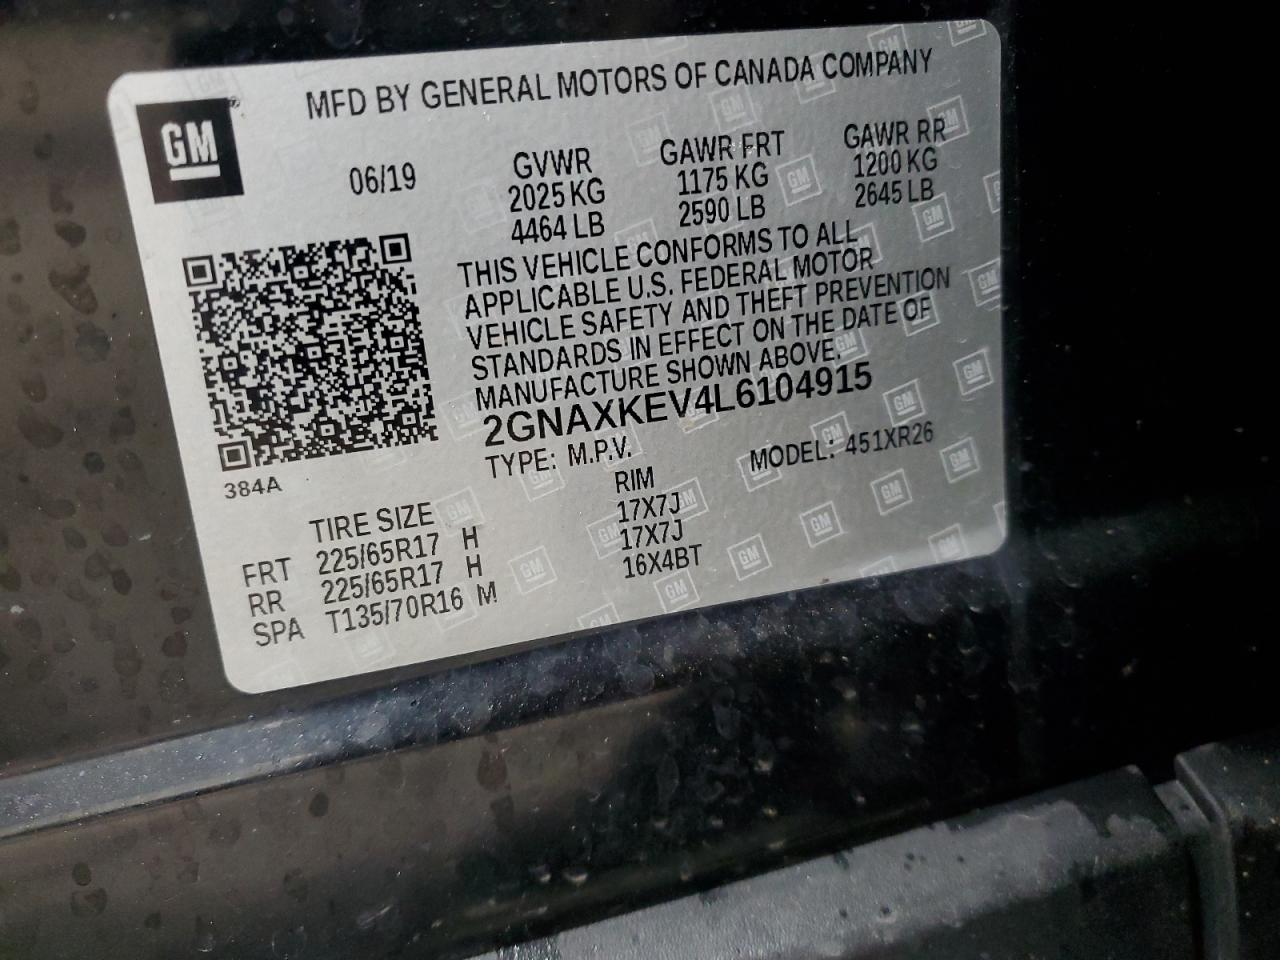 MFD BY GENERAL MOTORS OF CANADA COMPANY
GM®
06/19 GVWR GAWR FRT GAWR RR
2025 KG 1175 KG 1200 KG
4464 LB 2590 LB 2645 LB
THIS VEHICLE CONFORMS TO ALL
APPLICABLE U.S. FEDERAL MOTOR
VEHICLE SAFETY AND THEFT PREVENTION
STANDARDS IN EFFECT ON THE DATE OF
MANUFACTURE SHOWN ABOVE.
2GNAXKEV4L6104915
TYPE: M.P.V. MODEL: 451XR26
384A
TIRE SIZE RIM
FRT 225/65R17 H 17X7J
RR 225/65R17 H 17X7J
SPA T135/70R16 M 16X4BT